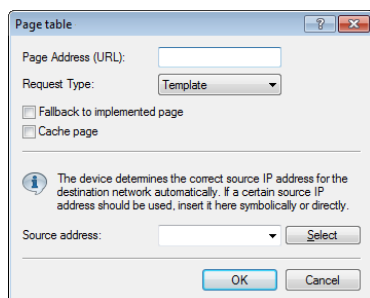 Page table
Page Address (URL):
Request Type: Template
Fallback to implemented page
Cache page
The device determines the correct source IP address for the
destination network automatically. If a certain source IP
address should be used, insert it here symbolically or directly.
Source address: Select
OK Cancel